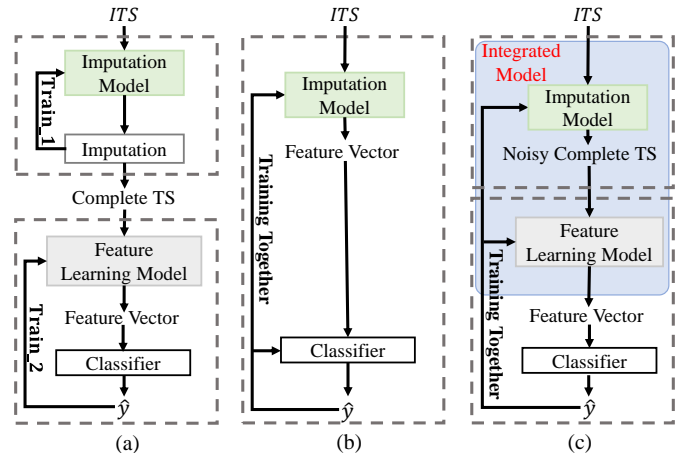 ITS
Imputation
Model
Train_1
Imputation
Complete TS
Feature
Learning Model
Feature Vector
Train_2
Classifier
ŷ
(a)
ITS
Imputation
Model
Feature Vector
Training Together
Classifier
ŷ
(b)
ITS
Integrated
Model
Imputation
Model
Noisy Complete TS
Feature
Learning Model
Training Together
Feature Vector
Classifier
ŷ
(c)